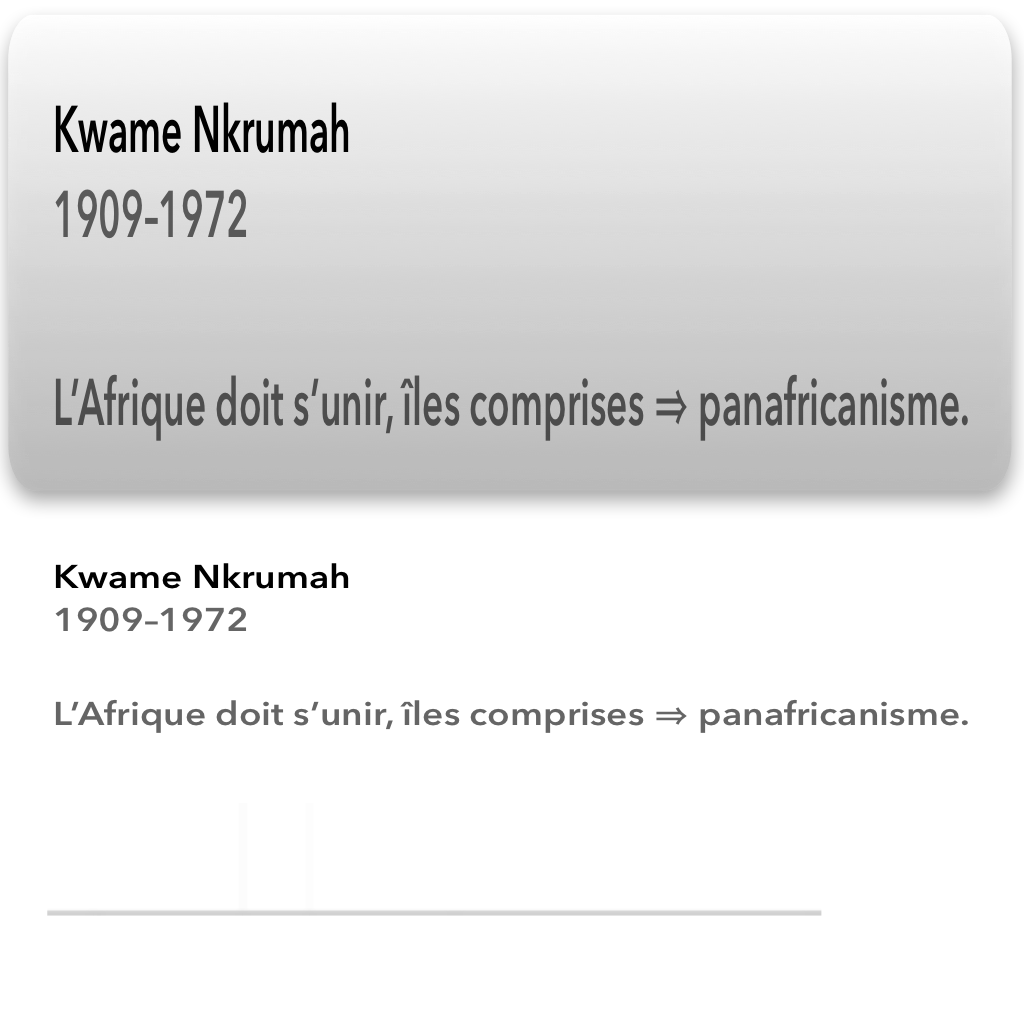 Kwame Nkrumah
1909–1972
L’Afrique doit s’unir, îles comprises ⇒ panafricanisme.
Kwame Nkrumah
1909–1972
L’Afrique doit s’unir, îles comprises ⇒ panafricanisme.